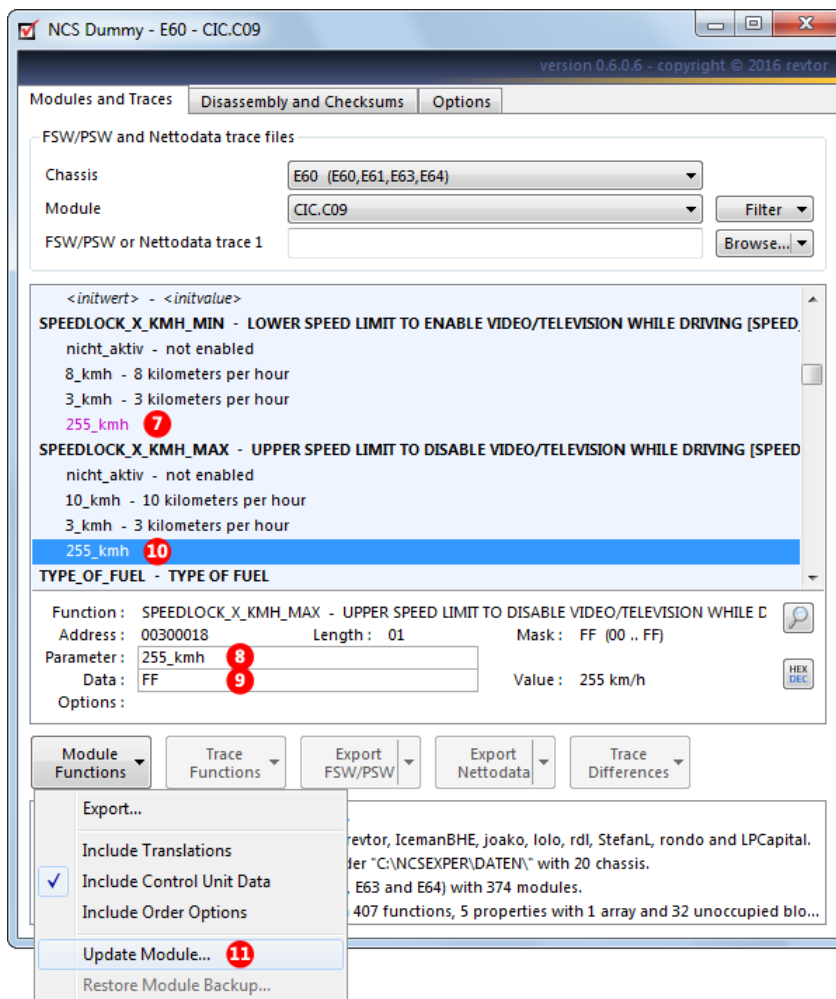 NCS Dummy - E60 - CIC.C09
version 0.6.0.6 - copyright © 2016 revtor
Modules and Traces Disassembly and Checksums Options
FSW/PSW and Nettodata trace files
Chassis E60 (E60,E61,E63,E64)
Module CIC.C09 Filter
FSW/PSW or Nettodata trace 1 Browse...
<initwert> - <initvalue>
SPEEDLOCK_X_KMH_MIN - LOWER SPEED LIMIT TO ENABLE VIDEO/TELEVISION WHILE DRIVING [SPEED_
nicht_aktiv - not enabled
8_kmh - 8 kilometers per hour
3_kmh - 3 kilometers per hour
255_kmh 7
SPEEDLOCK_X_KMH_MAX - UPPER SPEED LIMIT TO DISABLE VIDEO/TELEVISION WHILE DRIVING [SPEED
nicht_aktiv - not enabled
10_kmh - 10 kilometers per hour
3_kmh - 3 kilometers per hour
255_kmh 10
TYPE_OF_FUEL - TYPE OF FUEL
Function : SPEEDLOCK_X_KMH_MAX - UPPER SPEED LIMIT TO DISABLE VIDEO/TELEVISION WHILE D
Address : 00300018 Length : 01 Mask : FF (00 .. FF)
Parameter : 255_kmh 8
Data : FF 9 Value : 255 km/h HEX DEC
Options :
Module Functions Trace Functions Export FSW/PSW Export Nettodata Trace Differences
Export...
revtor, IcemanBHE, joako, lolo, rdl, StefanL, rondo and LPCapital.
Include Translations
der "C:\NCSEXPER\DATEN\" with 20 chassis.
Include Control Unit Data
, E63 and E64) with 374 modules.
Include Order Options
407 functions, 5 properties with 1 array and 32 unoccupied blo...
Update Module... 11
Restore Module Backup...